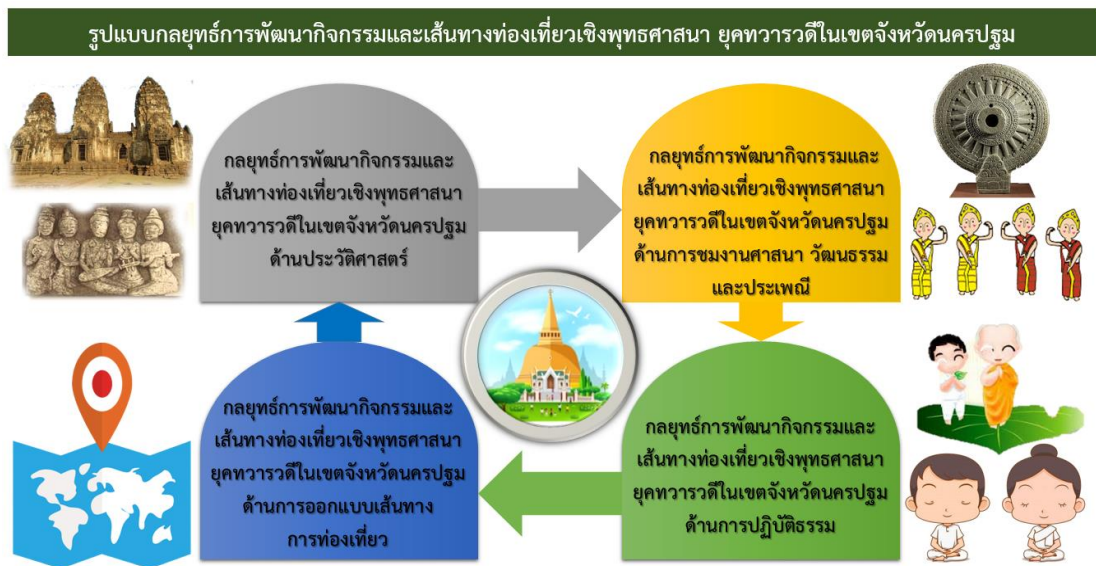 รูปแบบกลยุทธ์การพัฒนากิจกรรมและเส้นทางท่องเที่ยวเชิงพุทธศาสนา ยุคทวารวดีในเขตจังหวัดนครปฐม
กลยุทธ์การพัฒนากิจกรรมและ
เส้นทางท่องเที่ยวเชิงพุทธศาสนา
ยุคทวารวดีในเขตจังหวัดนครปฐม
ด้านประวัติศาสตร์
กลยุทธ์การพัฒนากิจกรรมและ
เส้นทางท่องเที่ยวเชิงพุทธศาสนา
ยุคทวารวดีในเขตจังหวัดนครปฐม
ด้านการชมงานศาสนา วัฒนธรรม
และประเพณี
กลยุทธ์การพัฒนากิจกรรมและ
เส้นทางท่องเที่ยวเชิงพุทธศาสนา
ยุคทวารวดีในเขตจังหวัดนครปฐม
ด้านการออกแบบเส้นทาง
การท่องเที่ยว
กลยุทธ์การพัฒนากิจกรรมและ
เส้นทางท่องเที่ยวเชิงพุทธศาสนา
ยุคทวารวดีในเขตจังหวัดนครปฐม
ด้านการปฏิบัติธรรม